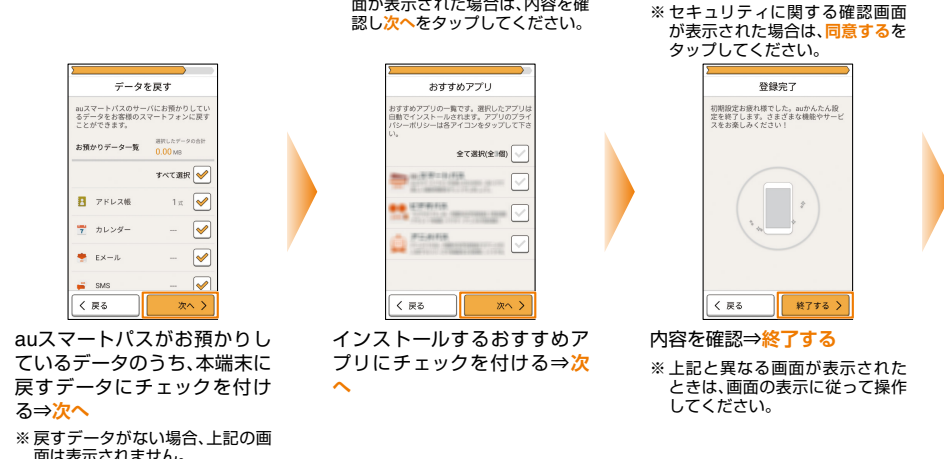 面が表示された場合は、内容を確
認し次へをタップしてください。
※ セキュリティに関する確認画面
が表示された場合は、同意するを
タップしてください。
データを戻す
auスマートパスのサーバにお預かりしてい
るデータをお客様のスマートフォンに戻す
ことができます。
お預かりデータ一覧
選択したデータの合計
0.00 MB
すべて選択
アドレス帳
1 件
カレンダー
—
Eメール
—
SMS
—
く 戻る
次へ 〉
auスマートパスがお預かりし
ているデータのうち、本端末に
戻すデータにチェックを付け
る⇒次へ
※ 戻すデータがない場合、上記の画
面は表示されません。
おすすめアプリ
おすすめアプリの一覧です。選択したアプリは
自動でインストールされます。アプリのプライ
バシーポリシーは各アイコンをタップして下さ
い。
全て選択(全9個)
く 戻る
次へ 〉
インストールするおすすめア
プリにチェックを付ける⇒次
へ
登録完了
初期設定お疲れ様でした。auかんたん設
定を終了します。さまざまな機能やサービ
スをお楽しみください！
く 戻る
終了する 〉
内容を確認⇒終了する
※ 上記と異なる画面が表示された
ときは、画面の表示に従って操作
してください。